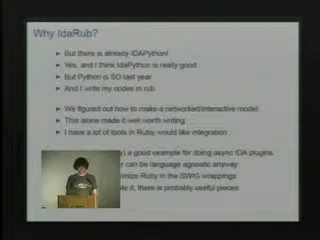 Why IdaRub?
But there is already IDAPython!
Yes, and I think IdaPython is really good
But Python is SO last year
And I write my codes in rub
We figured out how to make a networked/interactive model
This alone made it well worth writing
I have a lot of tools in Ruby, would like integration
a good example for doing async IDA plugins
r can be language agnostic anyway
Ruby in the SWIG wrappings
it, there is probably useful pieces